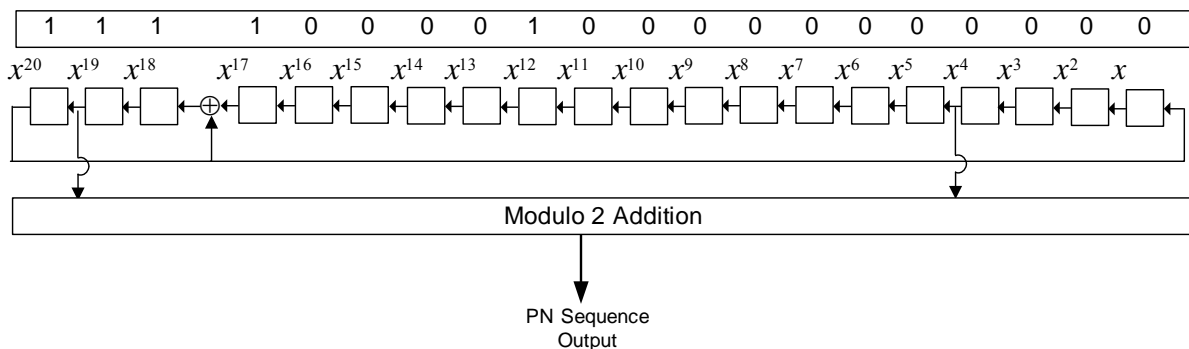 1 1 1 1 0 0 0 0 1 0 0 0 0 0 0 0 0 0 0 0
x²⁰ x¹⁹ x¹⁸ x¹⁷ x¹⁶ x¹⁵ x¹⁴ x¹³ x¹² x¹¹ x¹⁰ x⁹ x⁸ x⁷ x⁶ x⁵ x⁴ x³ x² x
Modulo 2 Addition
PN Sequence
Output